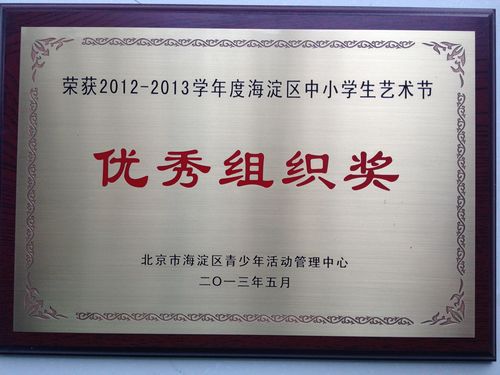 荣获2012-2013学年度海淀区中小学生艺术节
优秀组织奖
北京市海淀区青少年活动管理中心
二〇一三年五月